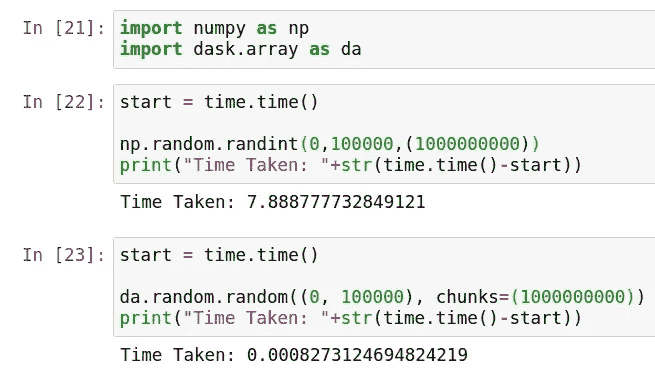 In [21]: import numpy as np
import dask.array as da
In [22]: start = time.time()
np.random.randint(0,100000,(1000000000))
print("Time Taken: "+str(time.time()-start))
Time Taken: 7.888777732849121
In [23]: start = time.time()
da.random.random((0, 100000), chunks=(1000000000))
print("Time Taken: "+str(time.time()-start))
Time Taken: 0.0008273124694824219